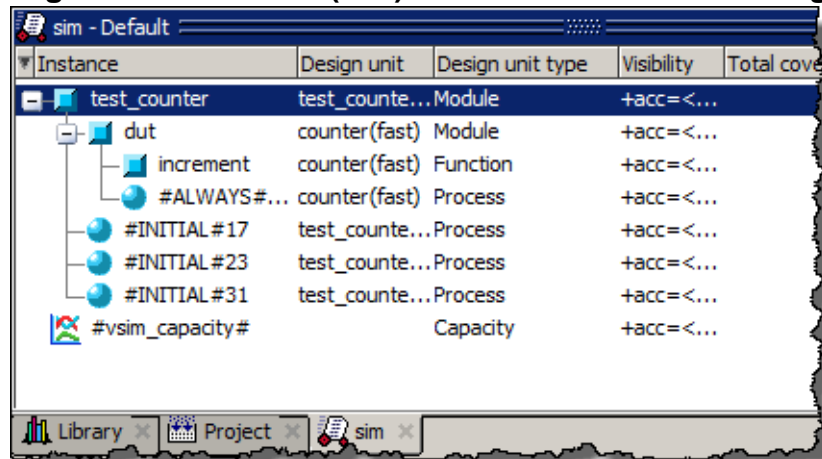 sim - Default
Instance Design unit Design unit type Visibility Total cove
test_counter test_counte... Module +acc=<...
dut counter(fast) Module +acc=<...
increment counter(fast) Function +acc=<...
#ALWAYS#... counter(fast) Process +acc=<...
#INITIAL#17 test_counte... Process +acc=<...
#INITIAL#23 test_counte... Process +acc=<...
#INITIAL#31 test_counte... Process +acc=<...
#vsim_capacity# Capacity +acc=<...
Library Project sim